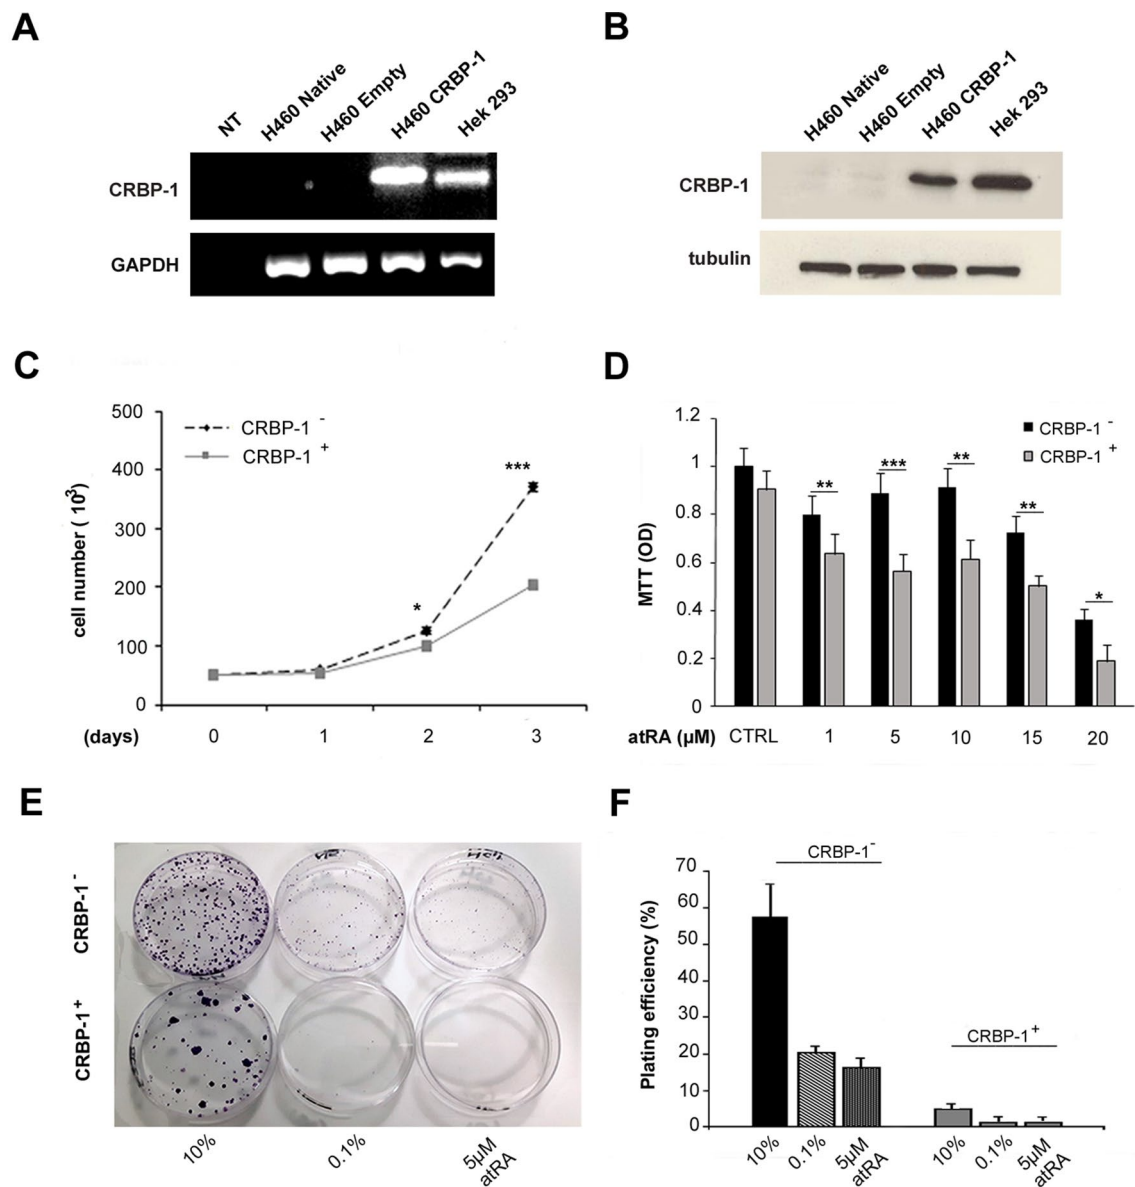 A
NT
H460 Native
H460 Empty
H460 CRBP-1
Hek 293
CRBP-1
GAPDH
B
H460 Native
H460 Empty
H460 CRBP-1
Hek 293
CRBP-1
tubulin
C
500
400
300
200
100
0
cell number ( 10³)
CRBP-1 -
CRBP-1 +
*
***
(days) 0 1 2 3
D
1.2
1
0.8
0.6
0.4
0.2
0
MTT (OD)
CRBP-1 -
CRBP-1 +
** *** ** ** *
atRA (µM) CTRL 1 5 10 15 20
E
CRBP-1-
CRBP-1+
10%
0.1%
5µM
atRA
F
70
60
50
40
30
20
10
0
Plating efficiency (%)
CRBP-1-
CRBP-1+
10%
0.1%
5µM
atRA
10%
0.1%
5µM
atRA